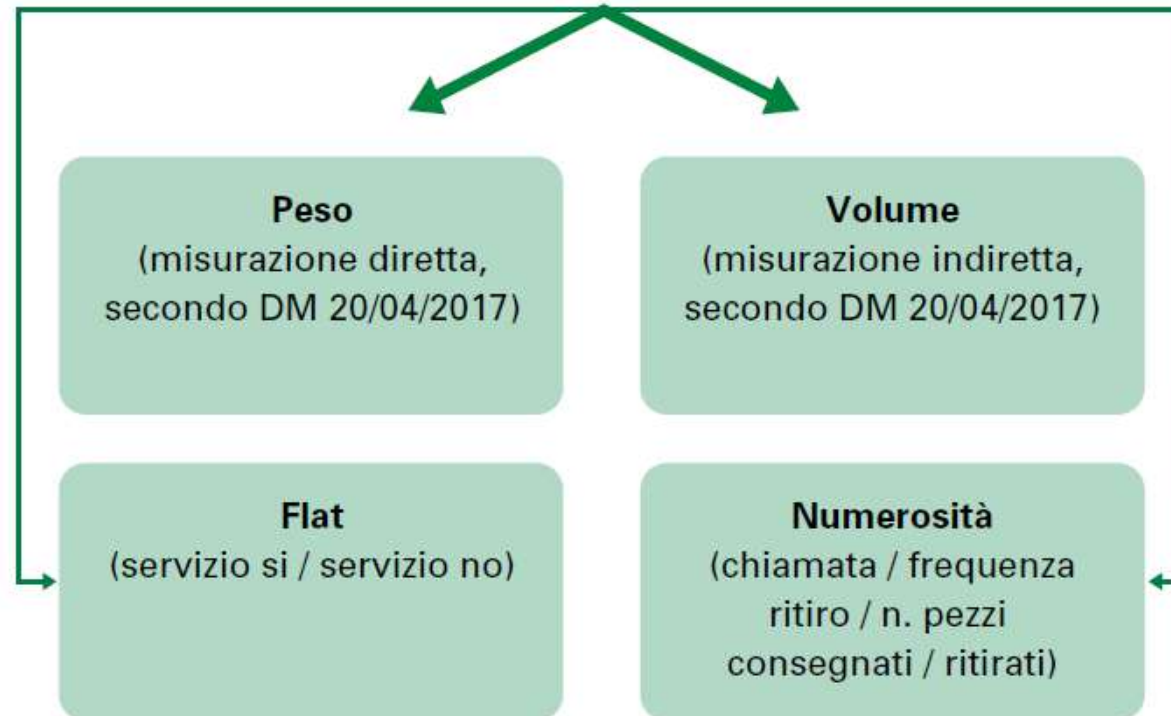 Peso
(misurazione diretta,
secondo DM 20/04/2017)
Volume
(misurazione indiretta,
secondo DM 20/04/2017)
Flat
(servizio si / servizio no)
Numerosità
(chiamata / frequenza
ritiro / n. pezzi
consegnati / ritirati)